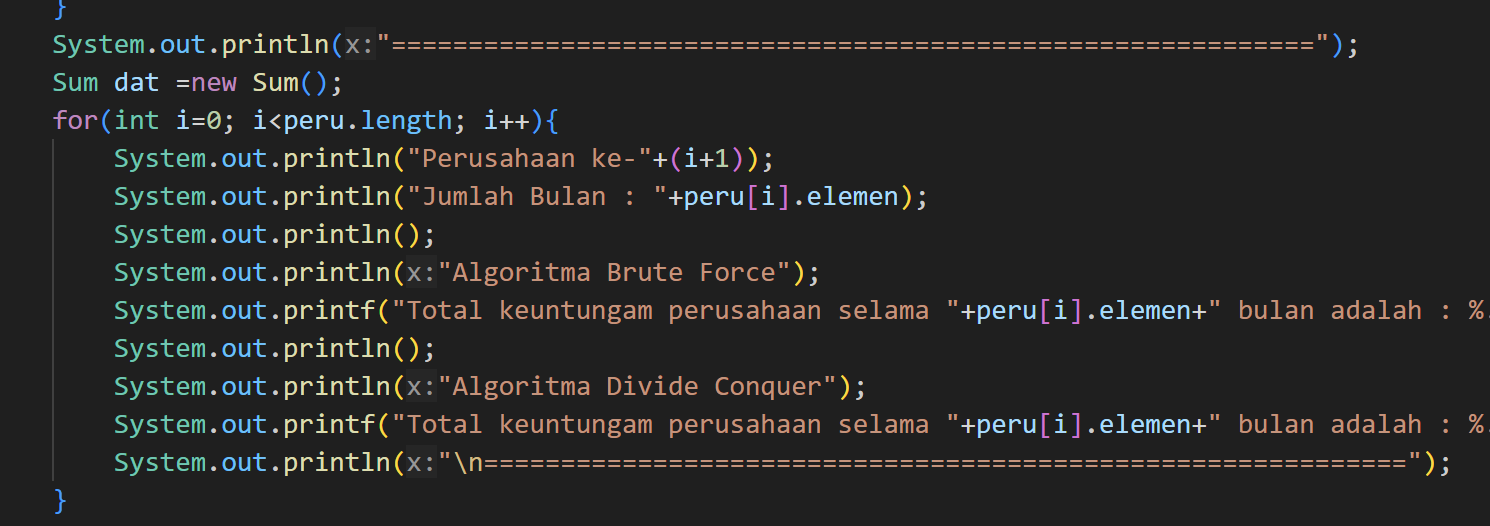 }
System.out.println(x:"============================================================");
Sum dat =new Sum();
for(int i=0; i<peru.length; i++){
System.out.println("Perusahaan ke-"+(i+1));
System.out.println("Jumlah Bulan : "+peru[i].elemen);
System.out.println();
System.out.println(x:"Algoritma Brute Force");
System.out.printf("Total keuntungam perusahaan selama "+peru[i].elemen+" bulan adalah : %.
System.out.println();
System.out.println(x:"Algoritma Divide Conquer");
System.out.printf("Total keuntungam perusahaan selama "+peru[i].elemen+" bulan adalah : %.
System.out.println(x:"\n============================================================");
}